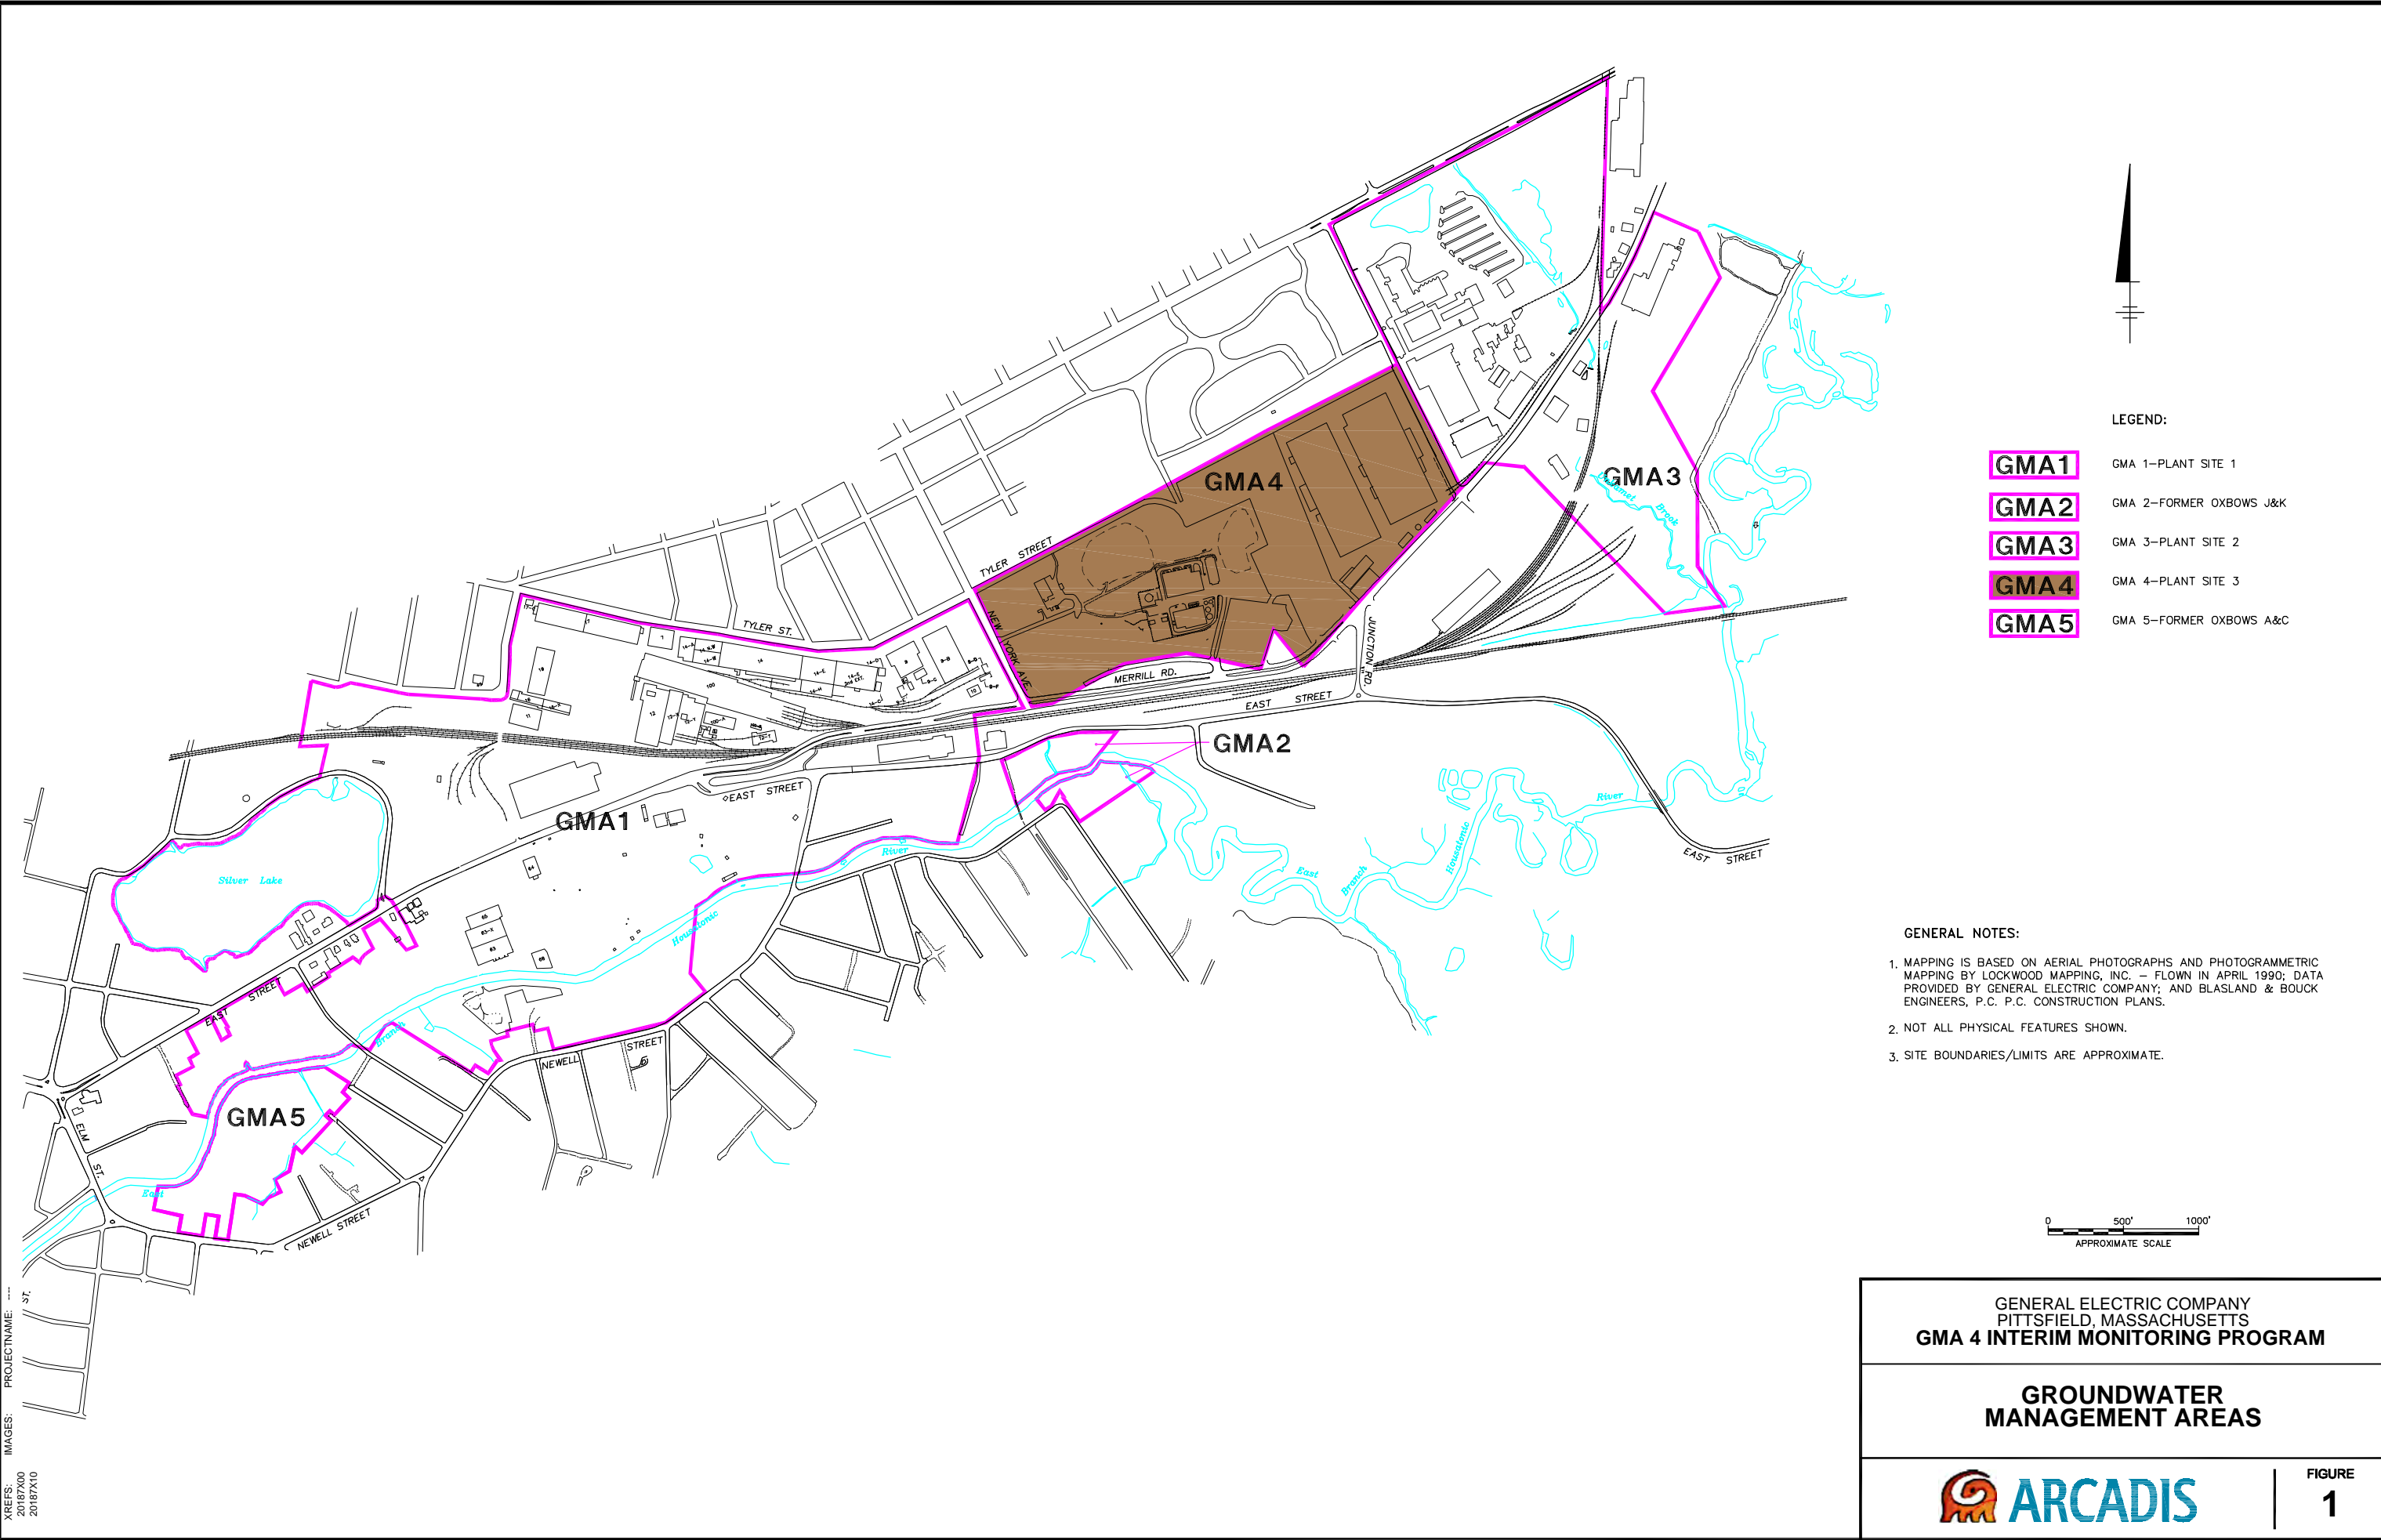 GMA4
GMA3
GMA2
GMA1
GMA5
TYLER STREET
TYLER ST.
NEW YORK AVE.
MERRILL RD.
JUNCTION RD.
EAST STREET
EAST STREET
EAST STREET
EAST STREET
NEWELL STREET
NEWELL STREET
ELM ST.
ST.
Silver Lake
Housatonic
River
East
Branch
Housatonic
River
Branch
East
Brook
LEGEND:
GMA1 GMA 1-PLANT SITE 1
GMA2 GMA 2-FORMER OXBOWS J&K
GMA3 GMA 3-PLANT SITE 2
GMA4 GMA 4-PLANT SITE 3
GMA5 GMA 5-FORMER OXBOWS A&C
GENERAL NOTES:
1. MAPPING IS BASED ON AERIAL PHOTOGRAPHS AND PHOTOGRAMMETRIC
MAPPING BY LOCKWOOD MAPPING, INC. – FLOWN IN APRIL 1990; DATA
PROVIDED BY GENERAL ELECTRIC COMPANY; AND BLASLAND & BOUCK
ENGINEERS, P.C. P.C. CONSTRUCTION PLANS.
2. NOT ALL PHYSICAL FEATURES SHOWN.
3. SITE BOUNDARIES/LIMITS ARE APPROXIMATE.
0 500' 1000'
APPROXIMATE SCALE
GENERAL ELECTRIC COMPANY
PITTSFIELD, MASSACHUSETTS
GMA 4 INTERIM MONITORING PROGRAM
GROUNDWATER
MANAGEMENT AREAS
ARCADIS
FIGURE
1
XREFS: IMAGES: PROJECTNAME: ----
20187X00
20187X10